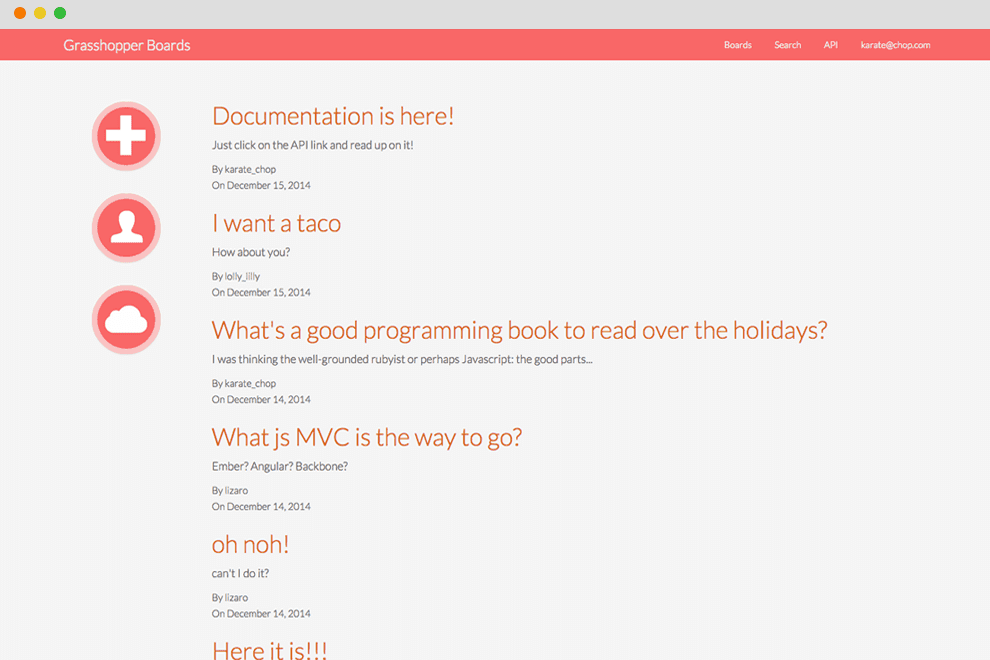 Grasshopper Boards
Boards Search API karate@chop.com
Documentation is here!
Just click on the API link and read up on it!
By karate_chop
On December 15, 2014
I want a taco
How about you?
By lolly_lilly
On December 15, 2014
What's a good programming book to read over the holidays?
I was thinking the well-grounded rubyist or perhaps Javascript: the good parts...
By karate_chop
On December 14, 2014
What js MVC is the way to go?
Ember? Angular? Backbone?
By lizaro
On December 14, 2014
oh noh!
can't I do it?
By lizaro
On December 14, 2014
Here it is!!!